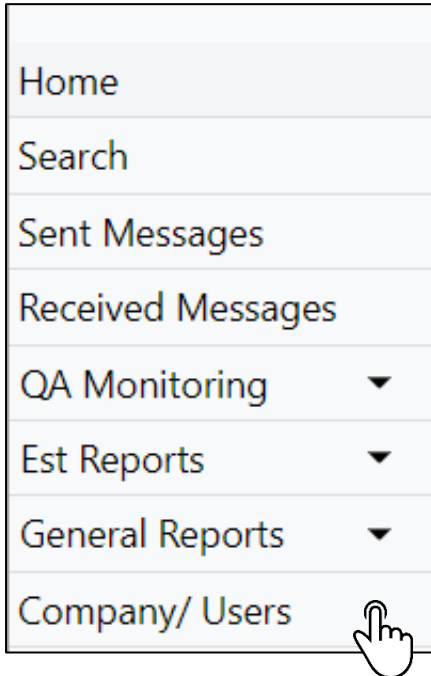 Home
Search
Sent Messages
Received Messages
QA Monitoring
Est Reports
General Reports
Company/ Users